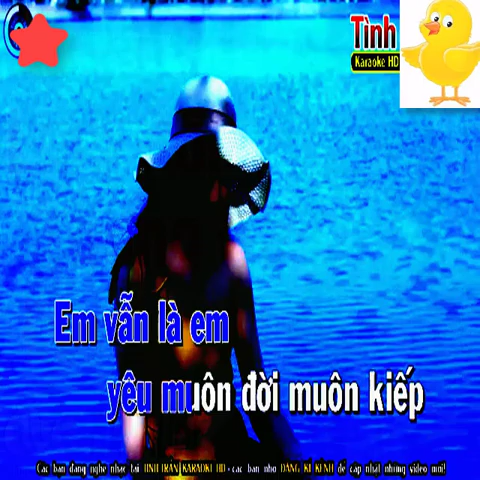 Tình
Karaoke HD
Em vẫn là em
yêu muôn đời muôn kiếp
Các bạn đang nghe nhạc tại TÌNH TRẦN KARAOKE HD - các bạn nhớ ĐĂNG KÍ KÊNH để cập nhật những video mới!